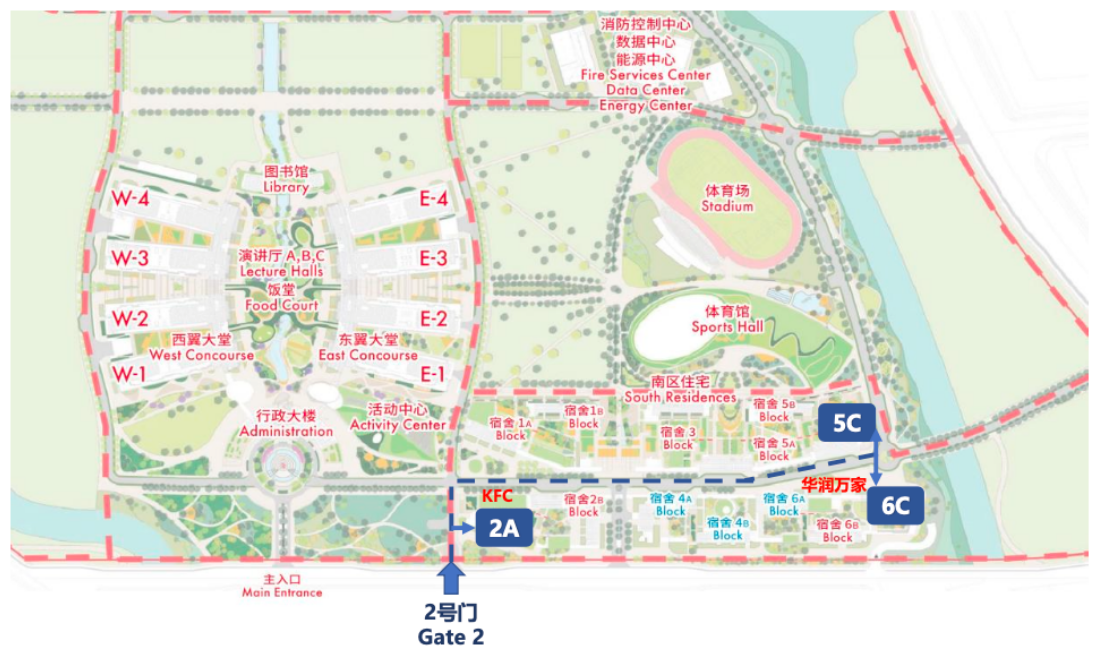 消防控制中心
数据中心
能源中心
Fire Services Center
Data Center
Energy Center
图书馆
Library
体育场
Stadium
W-4
E-4
W-3
演讲厅 A,B,C
Lecture Halls
E-3
饭堂
Food Court
W-2
E-2
体育馆
Sports Hall
西翼大堂
West Concourse
东翼大堂
East Concourse
W-1
E-1
南区住宅
South Residences
行政大楼
Administration
活动中心
Activity Center
宿舍 1A
Block
宿舍 1B
Block
宿舍 3
Block
宿舍 5B
Block
宿舍 5A
Block
5C
华润万家
6C
KFC
2A
宿舍 2B
Block
宿舍 4A
Block
宿舍 4B
Block
宿舍 6A
Block
宿舍 6B
Block
主入口
Main Entrance
2号门
Gate 2